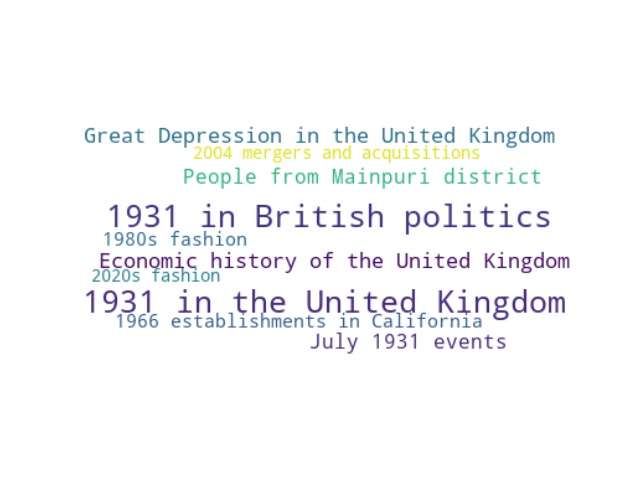 Great Depression in the United Kingdom
2004 mergers and acquisitions
People from Mainpuri district
1931 in British politics
1980s fashion
Economic history of the United Kingdom
2020s fashion
1931 in the United Kingdom
1966 establishments in California
July 1931 events